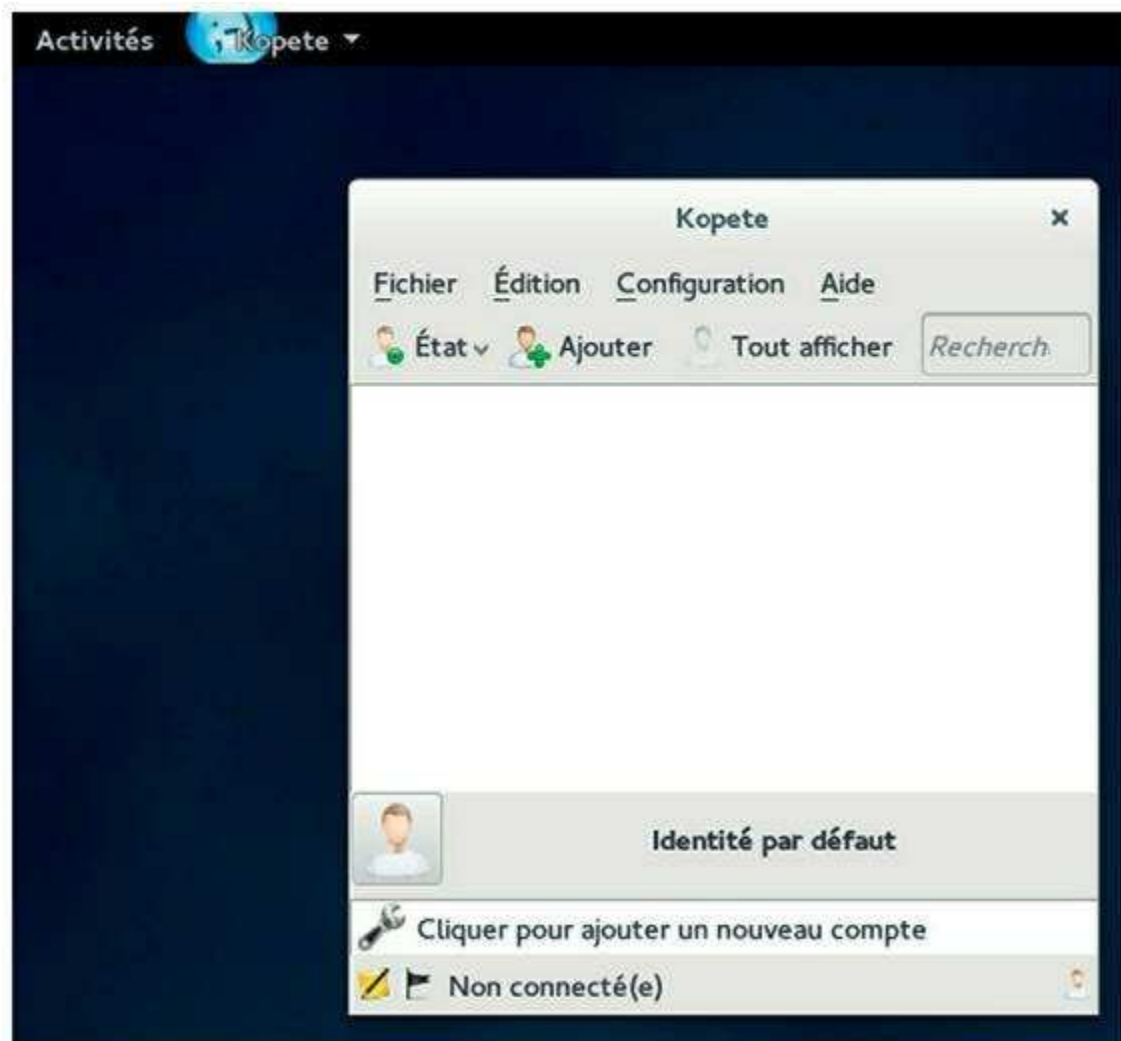 Activités Kopete
Kopete
Fichier Édition Configuration Aide
État Ajouter Tout afficher Recherch
Identité par défaut
Cliquer pour ajouter un nouveau compte
Non connecté(e)